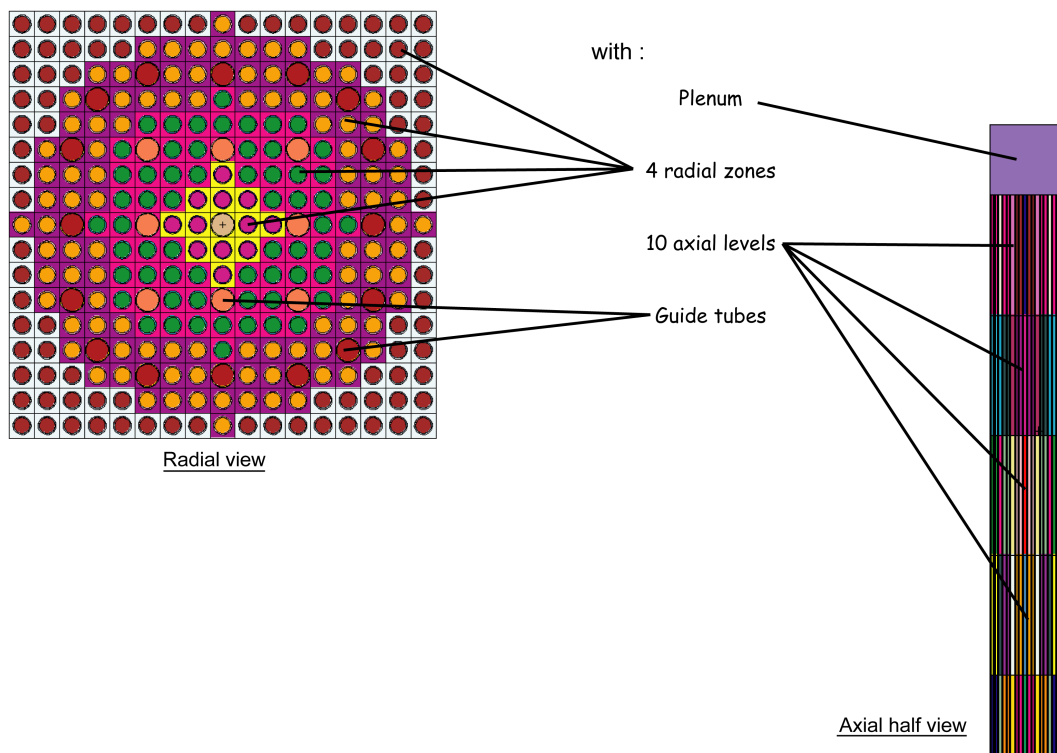 with :
Plenum
4 radial zones
10 axial levels
Guide tubes
Radial view
Axial half view